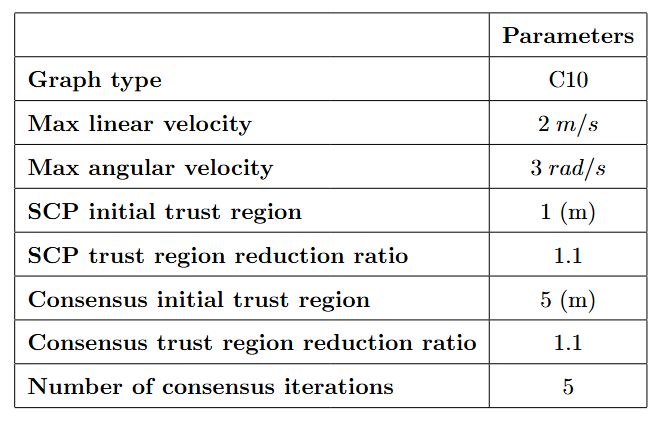 Parameters
Graph type C10
Max linear velocity 2 m/s
Max angular velocity 3 rad/s
SCP initial trust region 1 (m)
SCP trust region reduction ratio 1.1
Consensus initial trust region 5 (m)
Consensus trust region reduction ratio 1.1
Number of consensus iterations 5